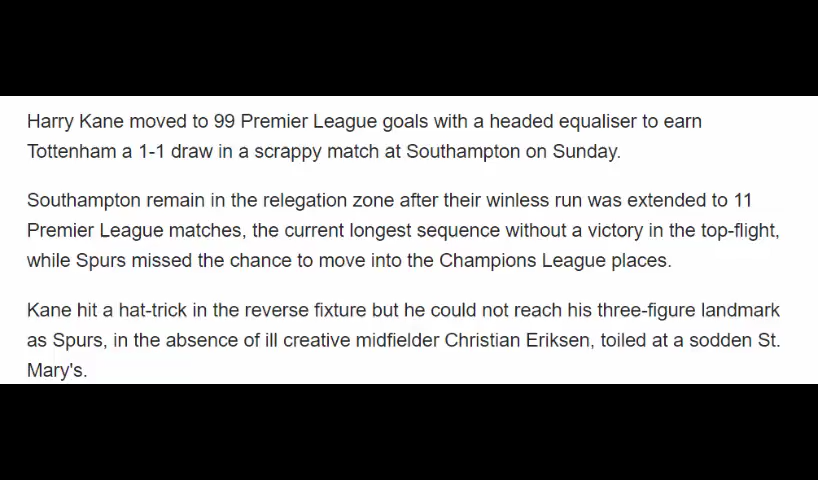 Harry Kane moved to 99 Premier League goals with a headed equaliser to earn
Tottenham a 1-1 draw in a scrappy match at Southampton on Sunday.
Southampton remain in the relegation zone after their winless run was extended to 11
Premier League matches, the current longest sequence without a victory in the top-flight,
while Spurs missed the chance to move into the Champions League places.
Kane hit a hat-trick in the reverse fixture but he could not reach his three-figure landmark
as Spurs, in the absence of ill creative midfielder Christian Eriksen, toiled at a sodden St.
Mary's.